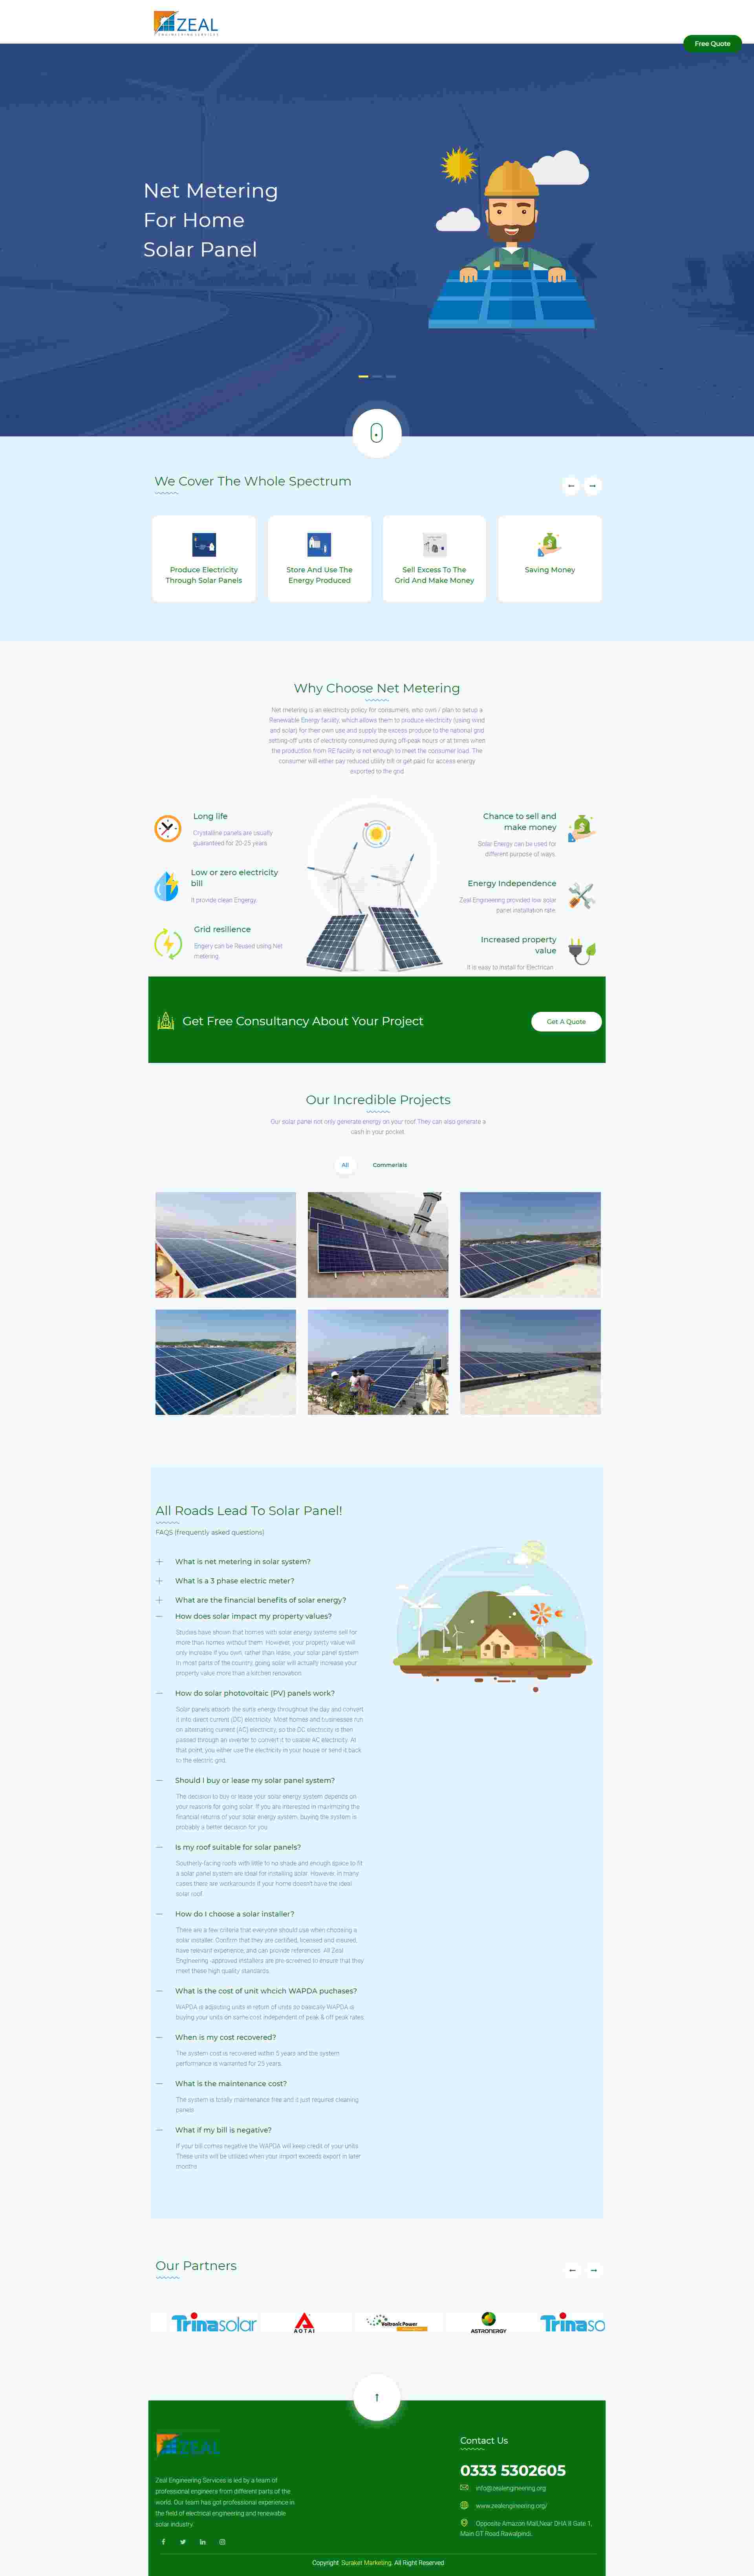 ZEAL
ENGINEERING SERVICES
Free Quote
Net Metering
For Home
Solar Panel
We Cover The Whole Spectrum
Produce Electricity
Through Solar Panels
Store And Use The
Energy Produced
Sell Excess To The
Grid And Make Money
Saving Money
Why Choose Net Metering
Net metering is an electricity policy for consumers, who own / plan to setup a
Renewable Energy facility, which allows them to produce electricity (using wind
and solar) for their own use and supply the excess produce to the national grid
setting-off units of electricity consumed during off-peak hours or at times when
the production from RE facility is not enough to meet the consumer load. The
consumer will either pay reduced utility bill or get paid for access energy
exported to the grid.
Long life
Crystalline panels are usually
guaranteed for 20-25 years
Low or zero electricity
bill
It provide clean Engergy.
Grid resilience
Engery can be Reused using Net
metering.
Chance to sell and
make money
Solar Energy can be used for
different purpose of ways.
Energy Independence
Zeal Engineering provided low solar
panel installation rate.
Increased property
value
It is easy to install for Electrican
Get Free Consultancy About Your Project
Get A Quote
Our Incredible Projects
Our solar panel not only generate energy on your roof.They can also generate a
cash in your pocket.
All
Commerials
All Roads Lead To Solar Panel!
FAQS (frequently asked questions)
What is net metering in solar system?
What is a 3 phase electric meter?
What are the financial benefits of solar energy?
How does solar impact my property values?
Studies have shown that homes with solar energy systems sell for
more than homes without them. However, your property value will
only increase if you own, rather than lease, your solar panel system.
In most parts of the country, going solar will actually increase your
property value more than a kitchen renovation.
How do solar photovoltaic (PV) panels work?
Solar panels absorb the sun's energy throughout the day and convert
it into direct current (DC) electricity. Most homes and businesses run
on alternating current (AC) electricity, so the DC electricity is then
passed through an inverter to convert it to usable AC electricity. At
that point, you either use the electricity in your house or send it back
to the electric grid.
Should I buy or lease my solar panel system?
The decision to buy or lease your solar energy system depends on
your reasons for going solar. If you are interested in maximizing the
financial returns of your solar energy system, buying the system is
probably a better decision for you.
Is my roof suitable for solar panels?
Southerly-facing roofs with little to no shade and enough space to fit
a solar panel system are ideal for installing solar. However, in many
cases there are workarounds if your home doesn't have the ideal
solar roof.
How do I choose a solar installer?
There are a few criteria that everyone should use when choosing a
solar installer. Confirm that they are certified, licensed and insured,
have relevant experience, and can provide references. All Zeal
Engineering -approved installers are pre-screened to ensure that they
meet these high quality standards.
What is the cost of unit whcich WAPDA puchases?
WAPDA is adjusting units in return of units so basically WAPDA is
buying your units on same cost independent of peak & off peak rates.
When is my cost recovered?
The system cost is recovered within 5 years and the system
performance is warranted for 25 years.
What is the maintenance cost?
The system is totally maintenance free and it just required cleaning
panels
What if my bill is negative?
If your bill comes negative the WAPDA will keep credit of your units.
These units will be utilized when your import exceeds export in later
months
Our Partners
Trinasolar
AOTAI
Voltronic Power
ASTRONERGY
Trinaso
ZEAL
Zeal Engineering Services is led by a team of
professional engineers from different parts of the
world. Our team has got professional experience in
the field of electrical engineering and renewable
solar industry.
Contact Us
0333 5302605
info@zealengineering.org
www.zealengineering.org/
Opposite Amazon Mall,Near DHA II Gate 1,
Main GT Road Rawalpindi.
Copyright Suraket Marketing. All Right Reserved